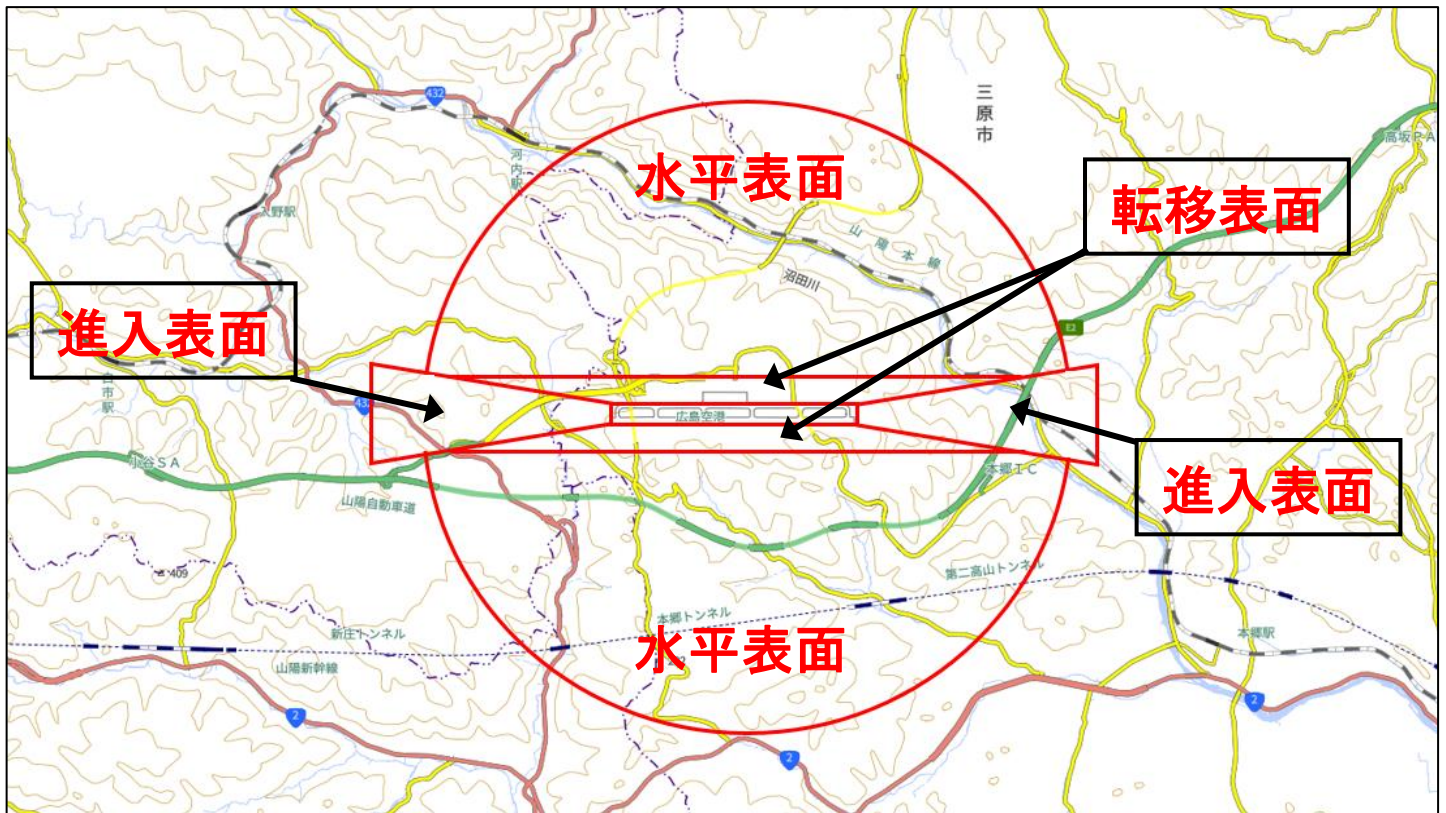 432
三原市
高坂PA
河内駅
水平表面
転移表面
入野駅
山陽本線
沼田川
進入表面
E2
白市駅
広島空港
小谷SA
本郷IC
進入表面
山陽自動車道
第二高山トンネル
409
本郷トンネル
新庄トンネル
本郷駅
水平表面
山陽新幹線
2
2
2